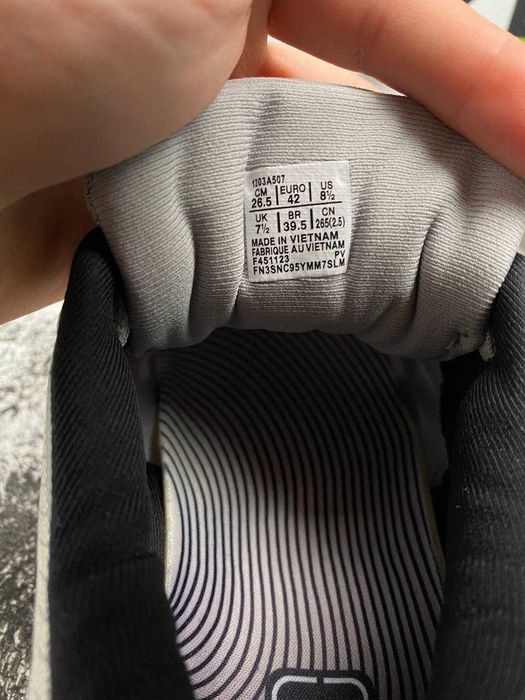 1203A507
CM | EURO | US
26.5 | 42 | 8½
UK | BR | CN
7½ | 39.5 | 265(2.5)
MADE IN VIETNAM
FABRIQUE AU VIETNAM
F451123 PV
FN3SNC95YMM7SLM